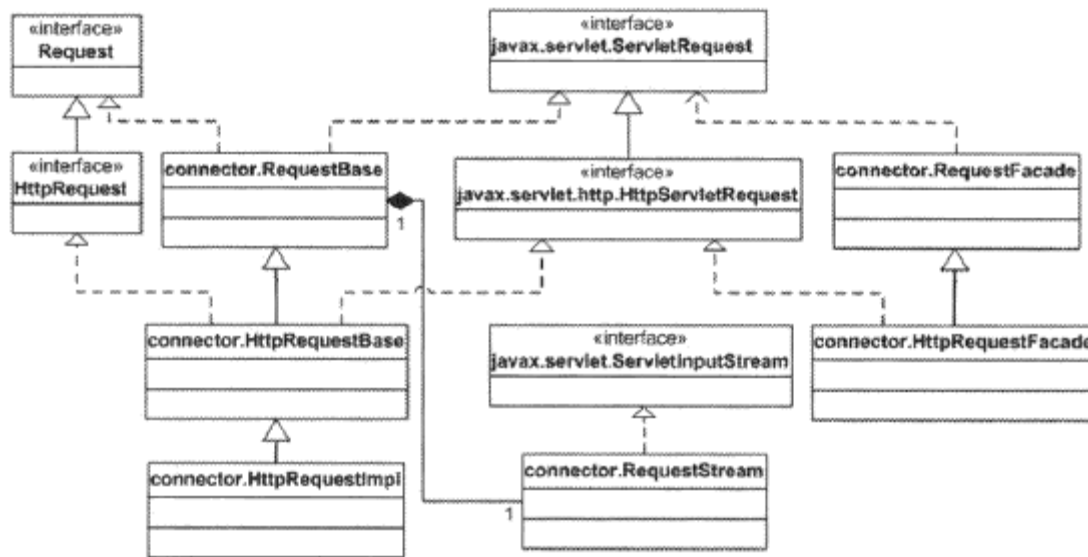 «interface»
Request
«interface»
javax.servlet.ServletRequest
«interface»
HttpRequest
connector.RequestBase
«interface»
javax.servlet.http.HttpServletRequest
connector.RequestFacade
1
connector.HttpRequestBase
«interface»
javax.servlet.ServletInputStream
connector.HttpRequestFacade
connector.HttpRequestImpl
connector.RequestStream
1